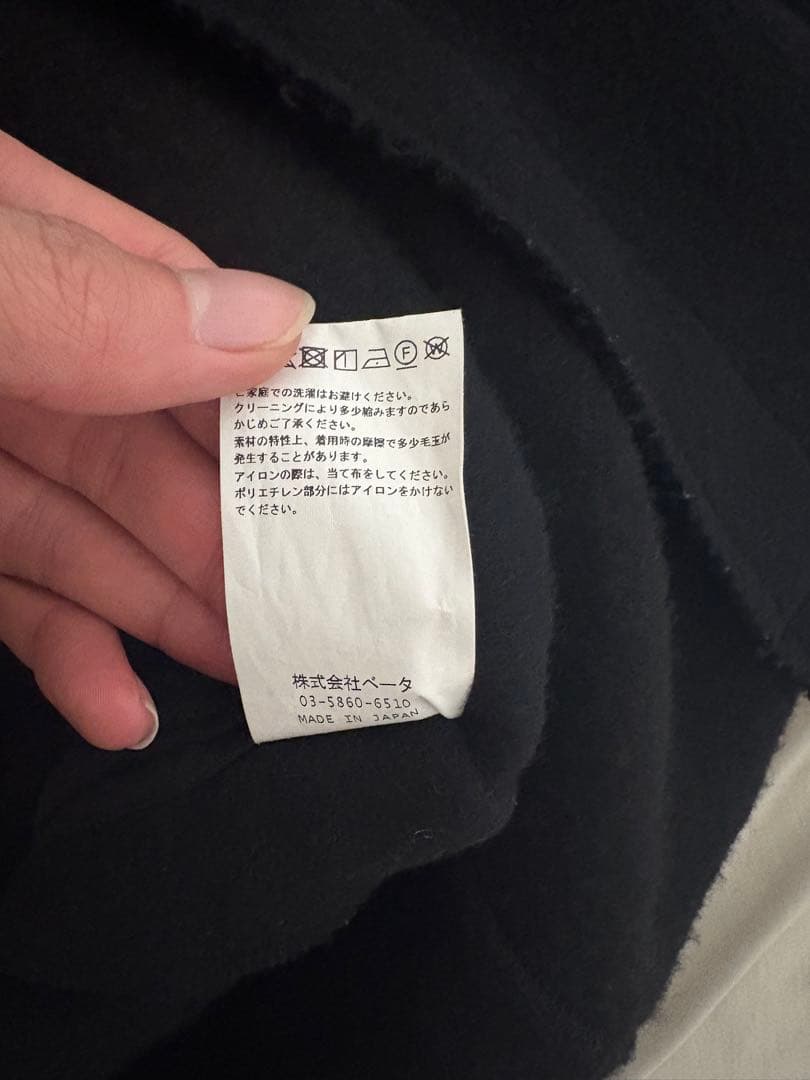 F W
ご家庭での洗濯はお避けください。
クリーニングにより多少縮みますのであら
かじめご了承ください。
素材の特性上、着用時の摩擦で多少毛玉が
発生することがあります。
アイロンの際は、当て布をしてください。
ポリエチレン部分にはアイロンをかけない
でください。
株式会社ベータ
03-5860-6510
MADE IN JAPAN